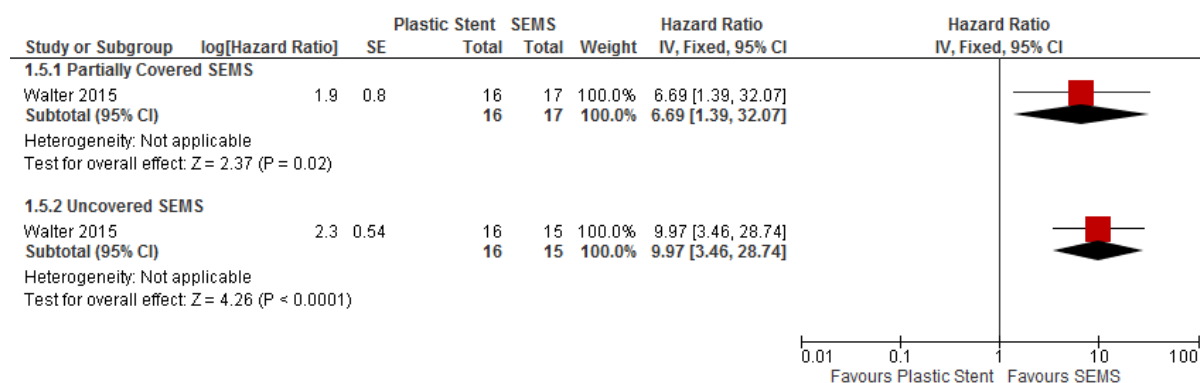 Plastic Stent SEMS Hazard Ratio Hazard Ratio
Study or Subgroup log[Hazard Ratio] SE Total Total Weight IV, Fixed, 95% CI IV, Fixed, 95% CI
1.5.1 Partially Covered SEMS
Walter 2015 1.9 0.8 16 17 100.0% 6.69 [1.39, 32.07]
Subtotal (95% CI) 16 17 100.0% 6.69 [1.39, 32.07]
Heterogeneity: Not applicable
Test for overall effect: Z = 2.37 (P = 0.02)
1.5.2 Uncovered SEMS
Walter 2015 2.3 0.54 16 15 100.0% 9.97 [3.46, 28.74]
Subtotal (95% CI) 16 15 100.0% 9.97 [3.46, 28.74]
Heterogeneity: Not applicable
Test for overall effect: Z = 4.26 (P < 0.0001)
0.01 0.1 1 10 100
Favours Plastic Stent Favours SEMS